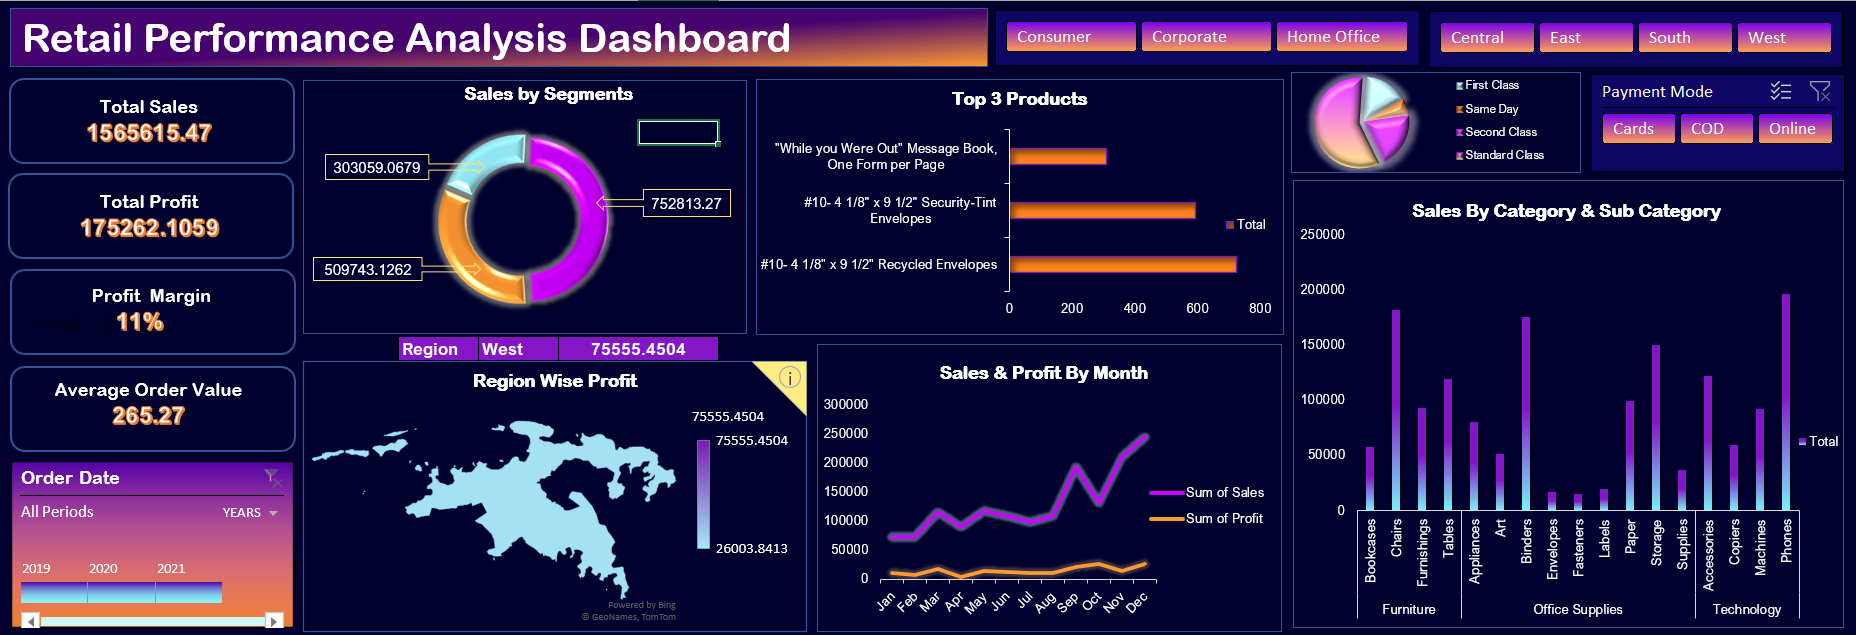 Retail Performance Analysis Dashboard
Consumer
Corporate
Home Office
Central
East
South
West
Total Sales
1565615.47
Total Profit
175262.1059
Profit Margin
11%
Average Order Value
265.27
Order Date
All Periods
YEARS
2019
2020
2021
Sales by Segments
303059.0679
752813.27
509743.1262
Top 3 Products
"While you Were Out" Message Book,
One Form per Page
#10- 4 1/8" x 9 1/2" Security-Tint
Envelopes
#10- 4 1/8" x 9 1/2" Recycled Envelopes
0
200
400
600
800
Total
First Class
Same Day
Second Class
Standard Class
Payment Mode
Cards
COD
Online
Region
West
75555.4504
Region Wise Profit
75555.4504
75555.4504
26003.8413
Powered by Bing
© GeoNames, TomTom
Sales & Profit By Month
300000
250000
200000
150000
100000
50000
0
Jan
Feb
Mar
Apr
May
Jun
Jul
Aug
Sep
Oct
Nov
Dec
Sum of Sales
Sum of Profit
Sales By Category & Sub Category
250000
200000
150000
100000
50000
0
Bookcases
Chairs
Furnishings
Tables
Appliances
Art
Binders
Envelopes
Fasteners
Labels
Paper
Storage
Supplies
Accessories
Copiers
Machines
Phones
Furniture
Office Supplies
Technology
Total